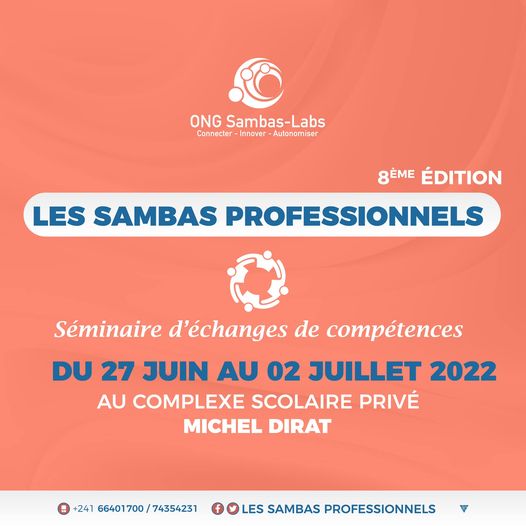 ONG Sambas-Labs
Connecter - Innover - Autonomiser
8ÈME ÉDITION
LES SAMBAS PROFESSIONNELS
Séminaire d'échanges de compétences
DU 27 JUIN AU 02 JUILLET 2022
AU COMPLEXE SCOLAIRE PRIVÉ
MICHEL DIRAT
+241 66401700 / 74354231 LES SAMBAS PROFESSIONNELS